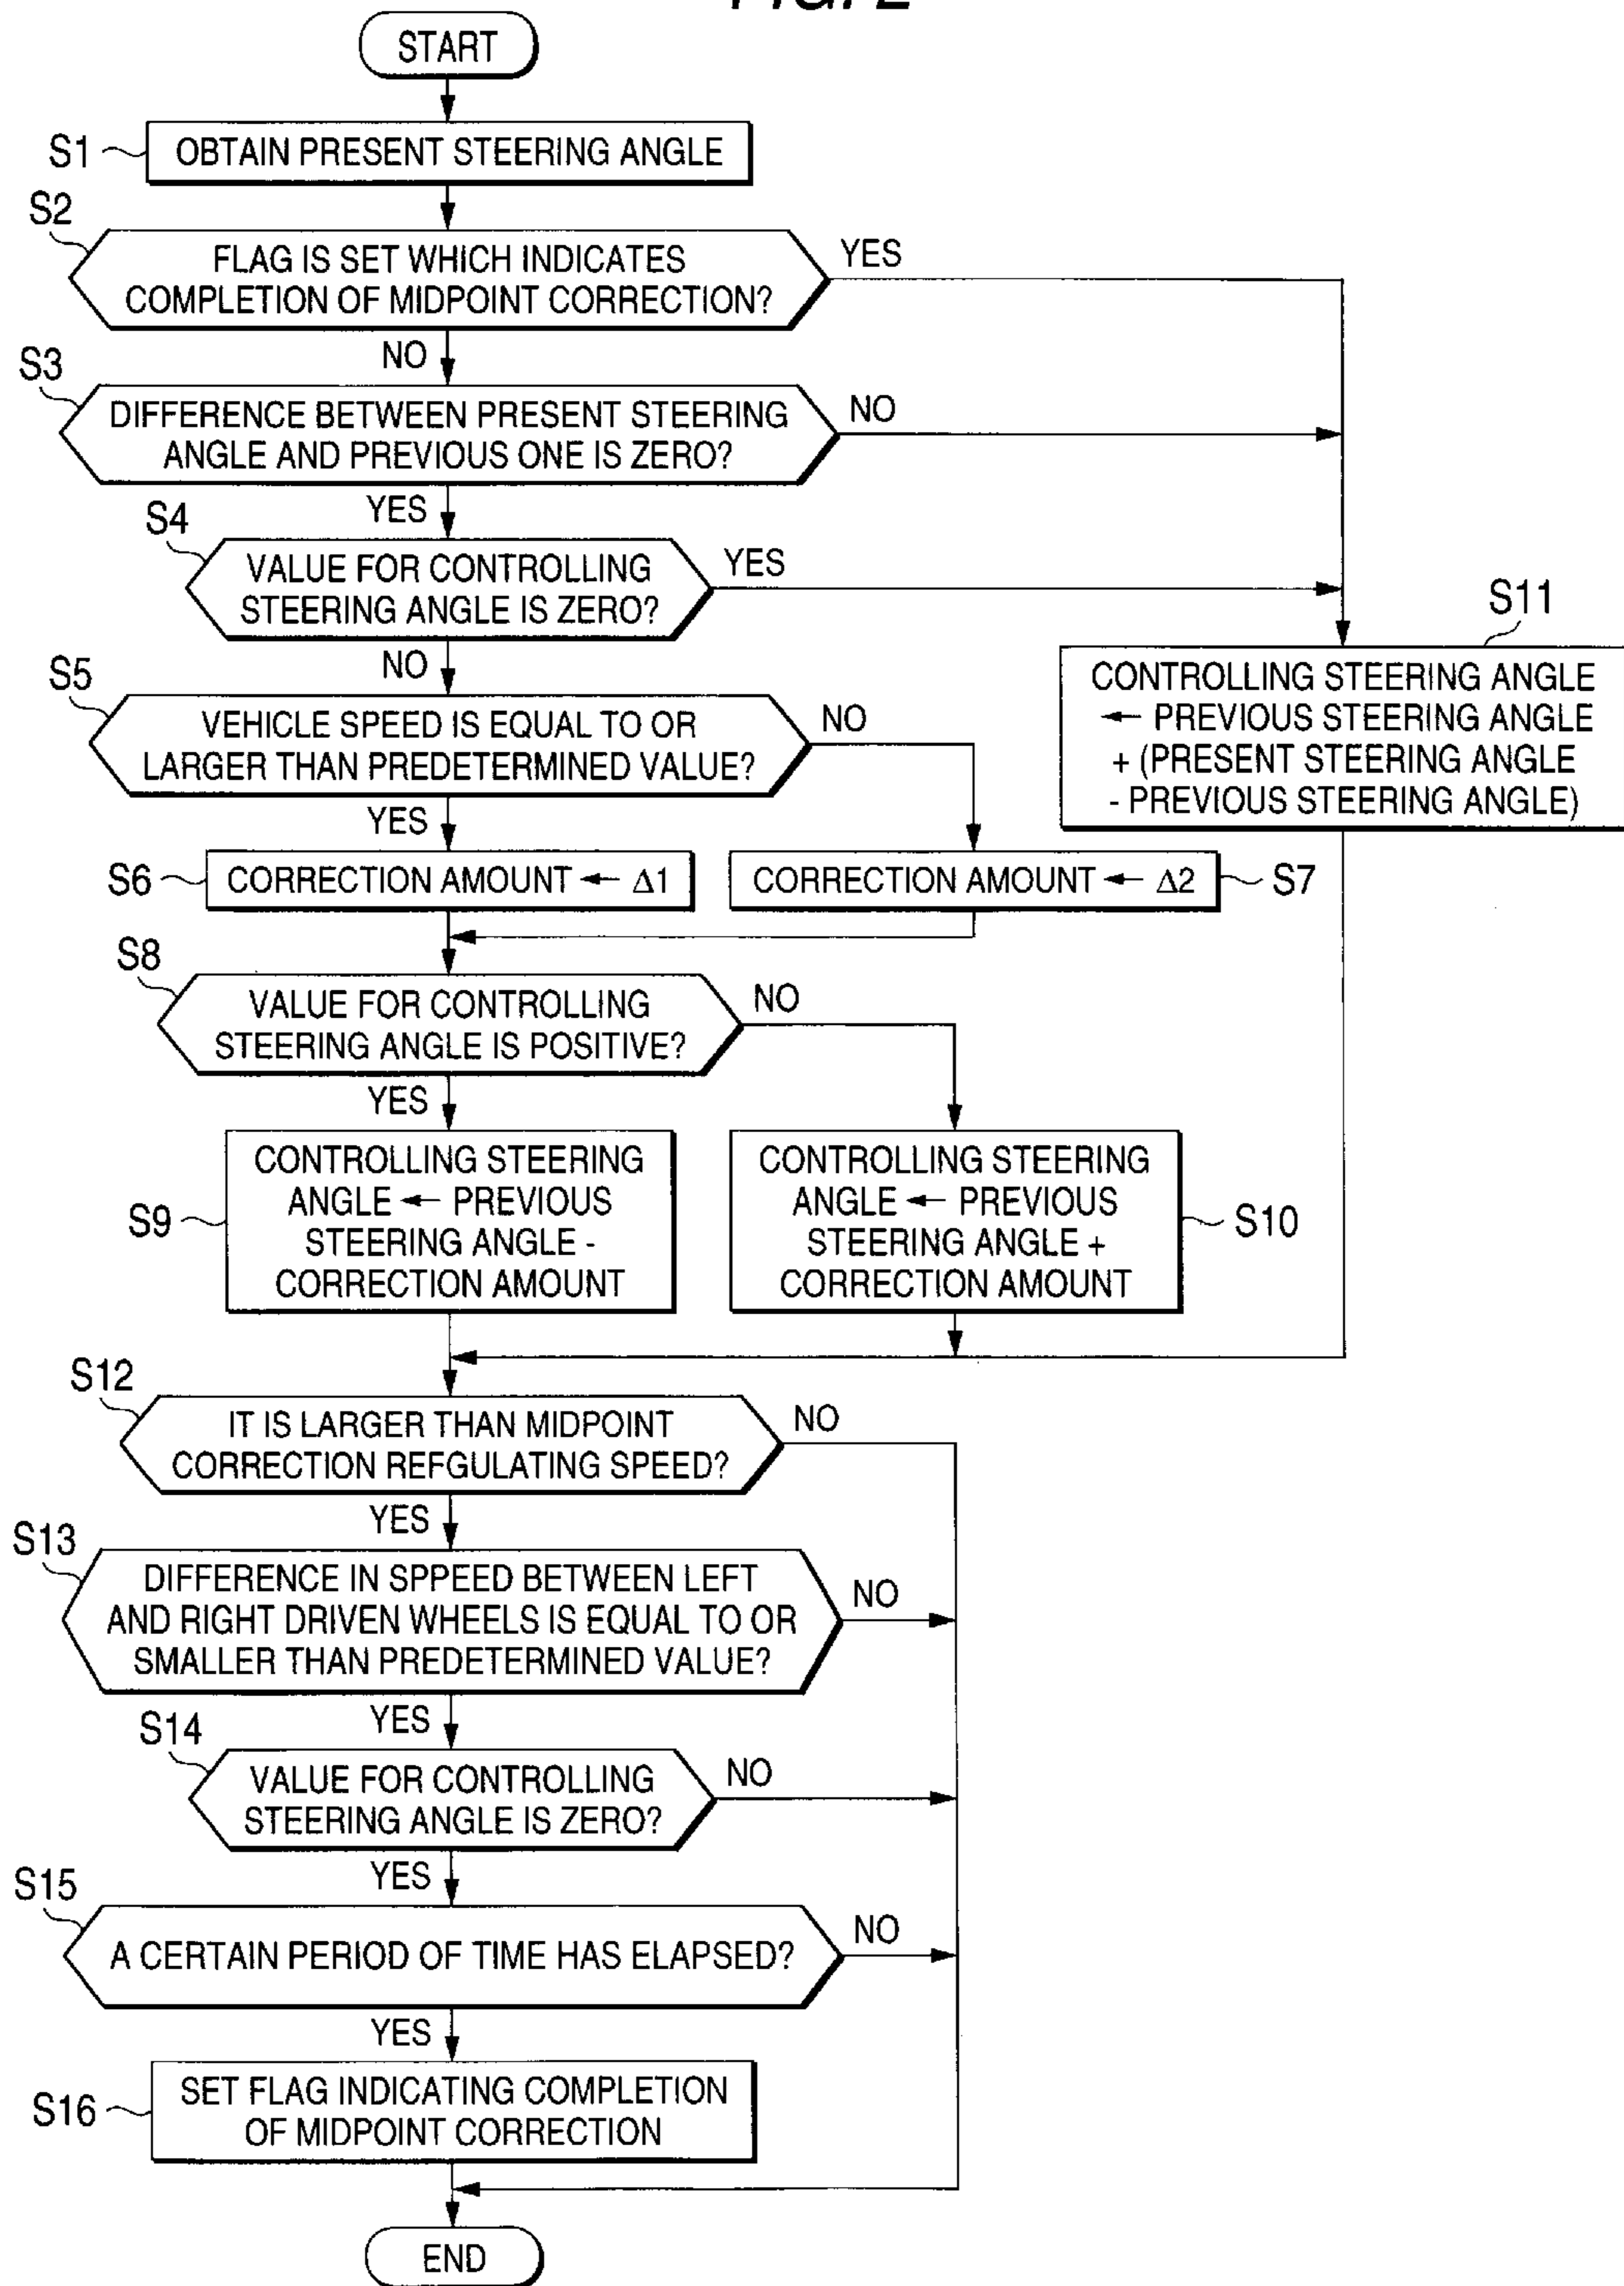 FIG. 2
START
S1
OBTAIN PRESENT STEERING ANGLE
S2
FLAG IS SET WHICH INDICATES
COMPLETION OF MIDPOINT CORRECTION?
YES
NO
S3
DIFFERENCE BETWEEN PRESENT STEERING
ANGLE AND PREVIOUS ONE IS ZERO?
NO
YES
S4
VALUE FOR CONTROLLING
STEERING ANGLE IS ZERO?
YES
NO
S11
CONTROLLING STEERING ANGLE
← PREVIOUS STEERING ANGLE
+ (PRESENT STEERING ANGLE
- PREVIOUS STEERING ANGLE)
S5
VEHICLE SPEED IS EQUAL TO OR
LARGER THAN PREDETERMINED VALUE?
NO
YES
S6
CORRECTION AMOUNT ← Δ1
CORRECTION AMOUNT ← Δ2
S7
S8
VALUE FOR CONTROLLING
STEERING ANGLE IS POSITIVE?
NO
YES
S9
CONTROLLING STEERING
ANGLE ← PREVIOUS
STEERING ANGLE -
CORRECTION AMOUNT
CONTROLLING STEERING
ANGLE ← PREVIOUS
STEERING ANGLE +
CORRECTION AMOUNT
S10
S12
IT IS LARGER THAN MIDPOINT
CORRECTION REFGULATING SPEED?
NO
YES
S13
DIFFERENCE IN SPPEED BETWEEN LEFT
AND RIGHT DRIVEN WHEELS IS EQUAL TO OR
SMALLER THAN PREDETERMINED VALUE?
NO
YES
S14
VALUE FOR CONTROLLING
STEERING ANGLE IS ZERO?
NO
YES
S15
A CERTAIN PERIOD OF TIME HAS ELAPSED?
NO
YES
S16
SET FLAG INDICATING COMPLETION
OF MIDPOINT CORRECTION
END